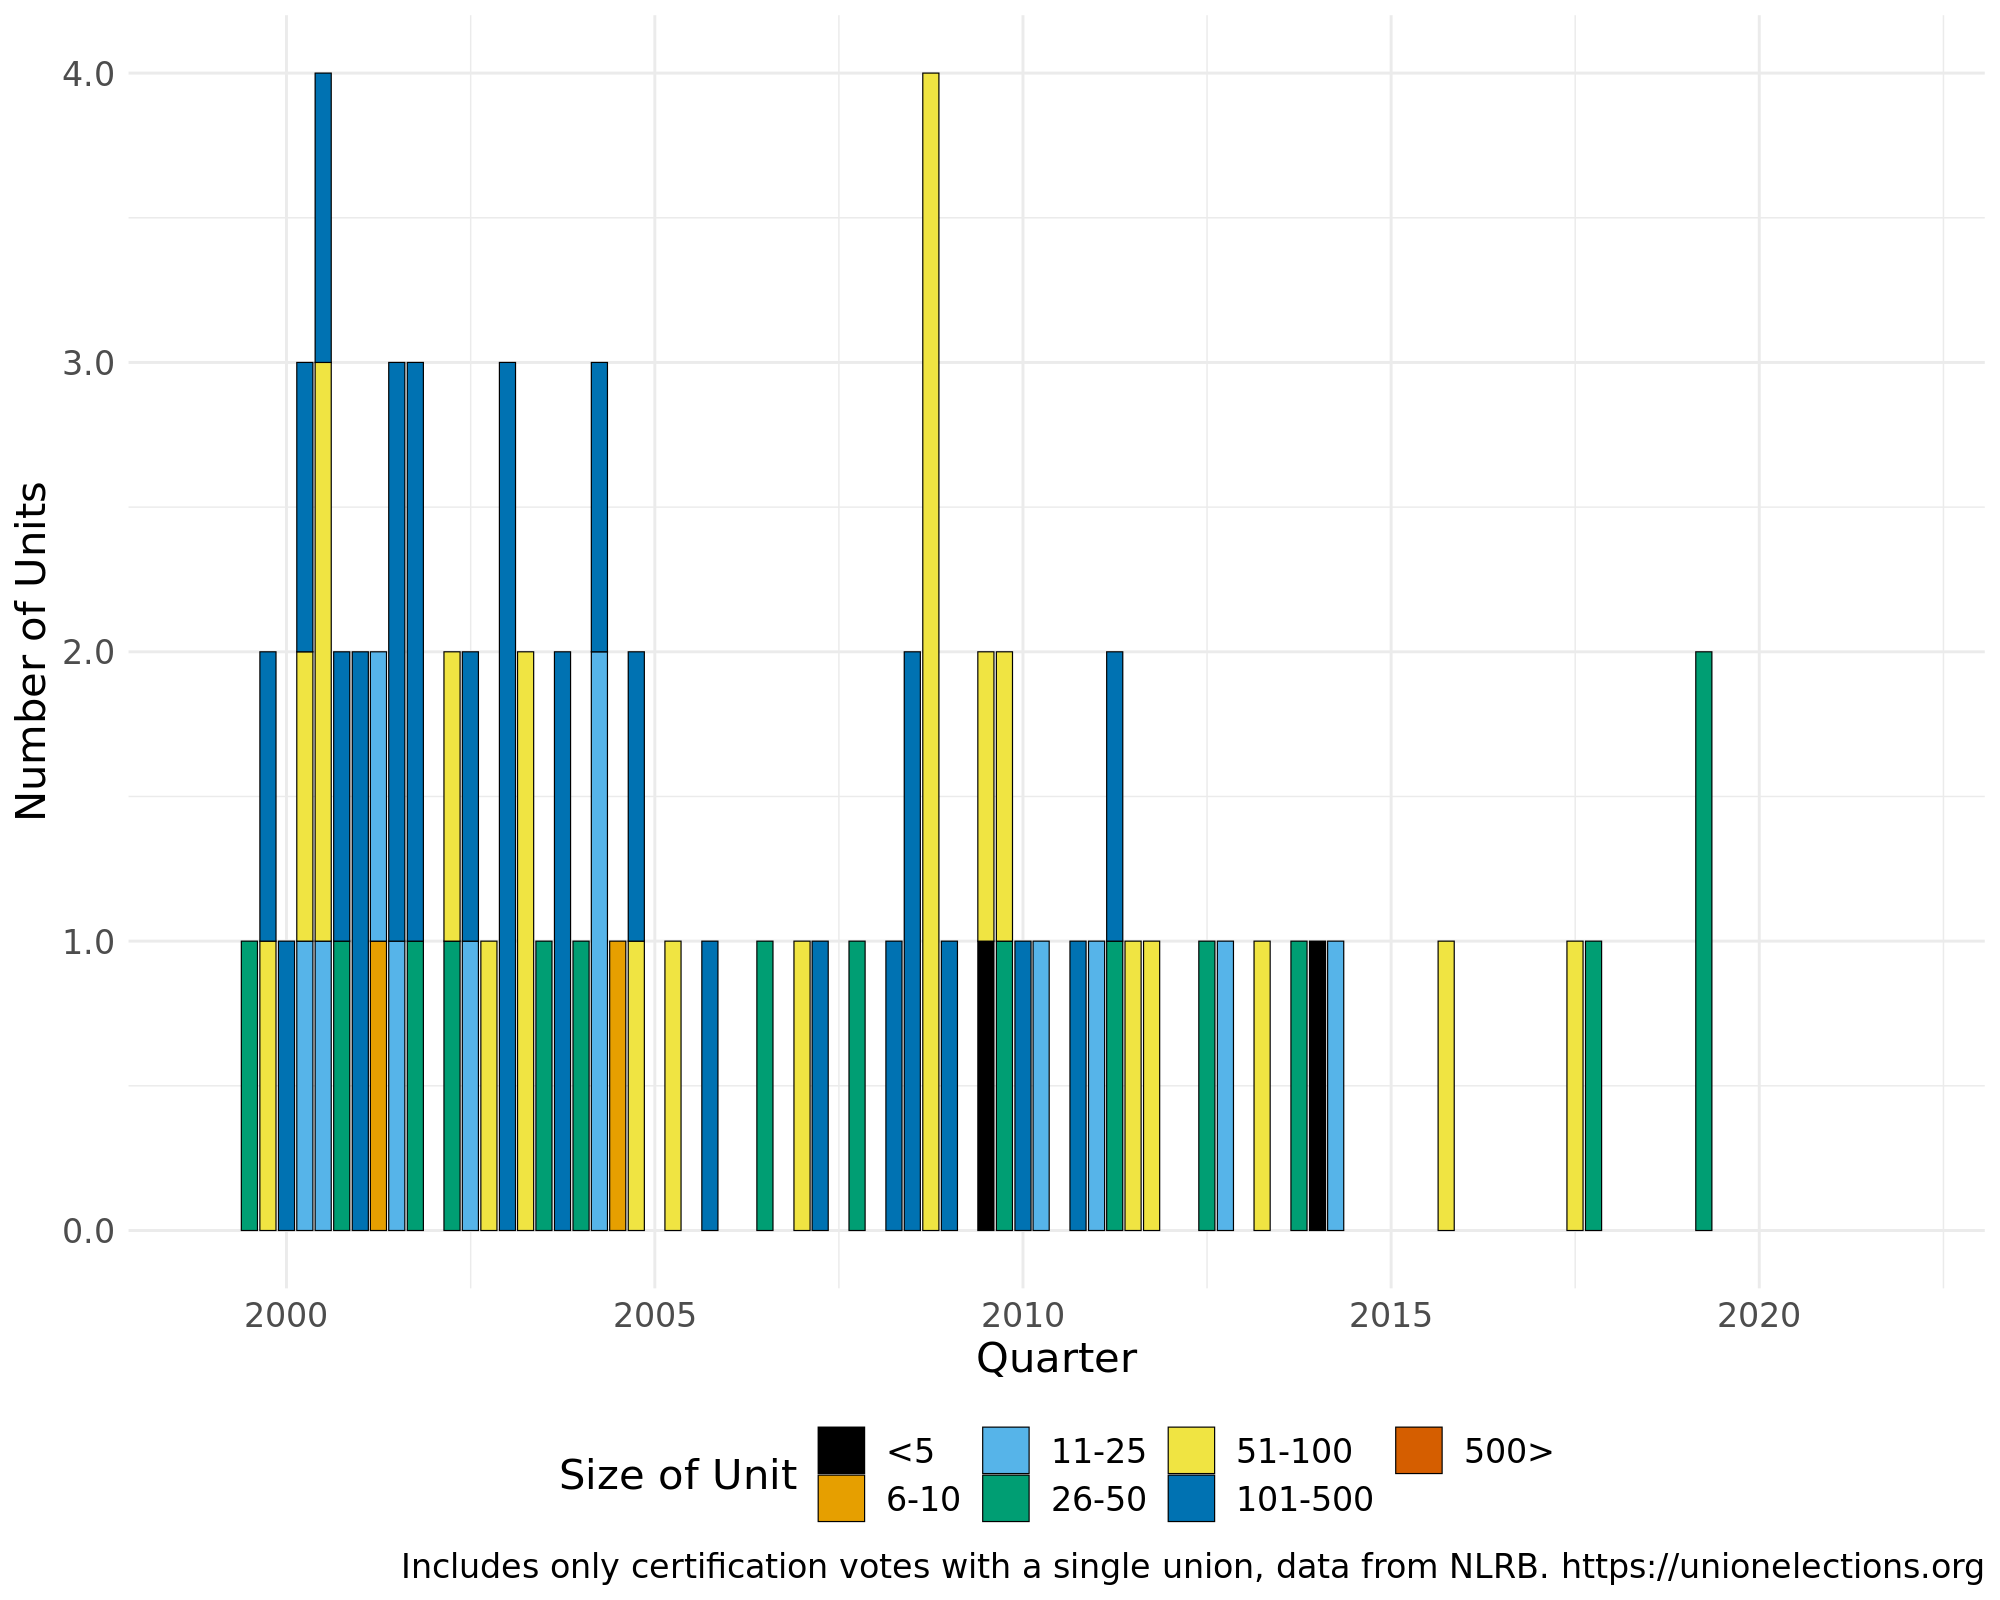 4.0
3.0
2.0
1.0
0.0
Number of Units
2000 2005 2010 2015 2020
Quarter
Size of Unit
<5 11-25 51-100 500>
6-10 26-50 101-500
Includes only certification votes with a single union, data from NLRB. https://unionelections.org